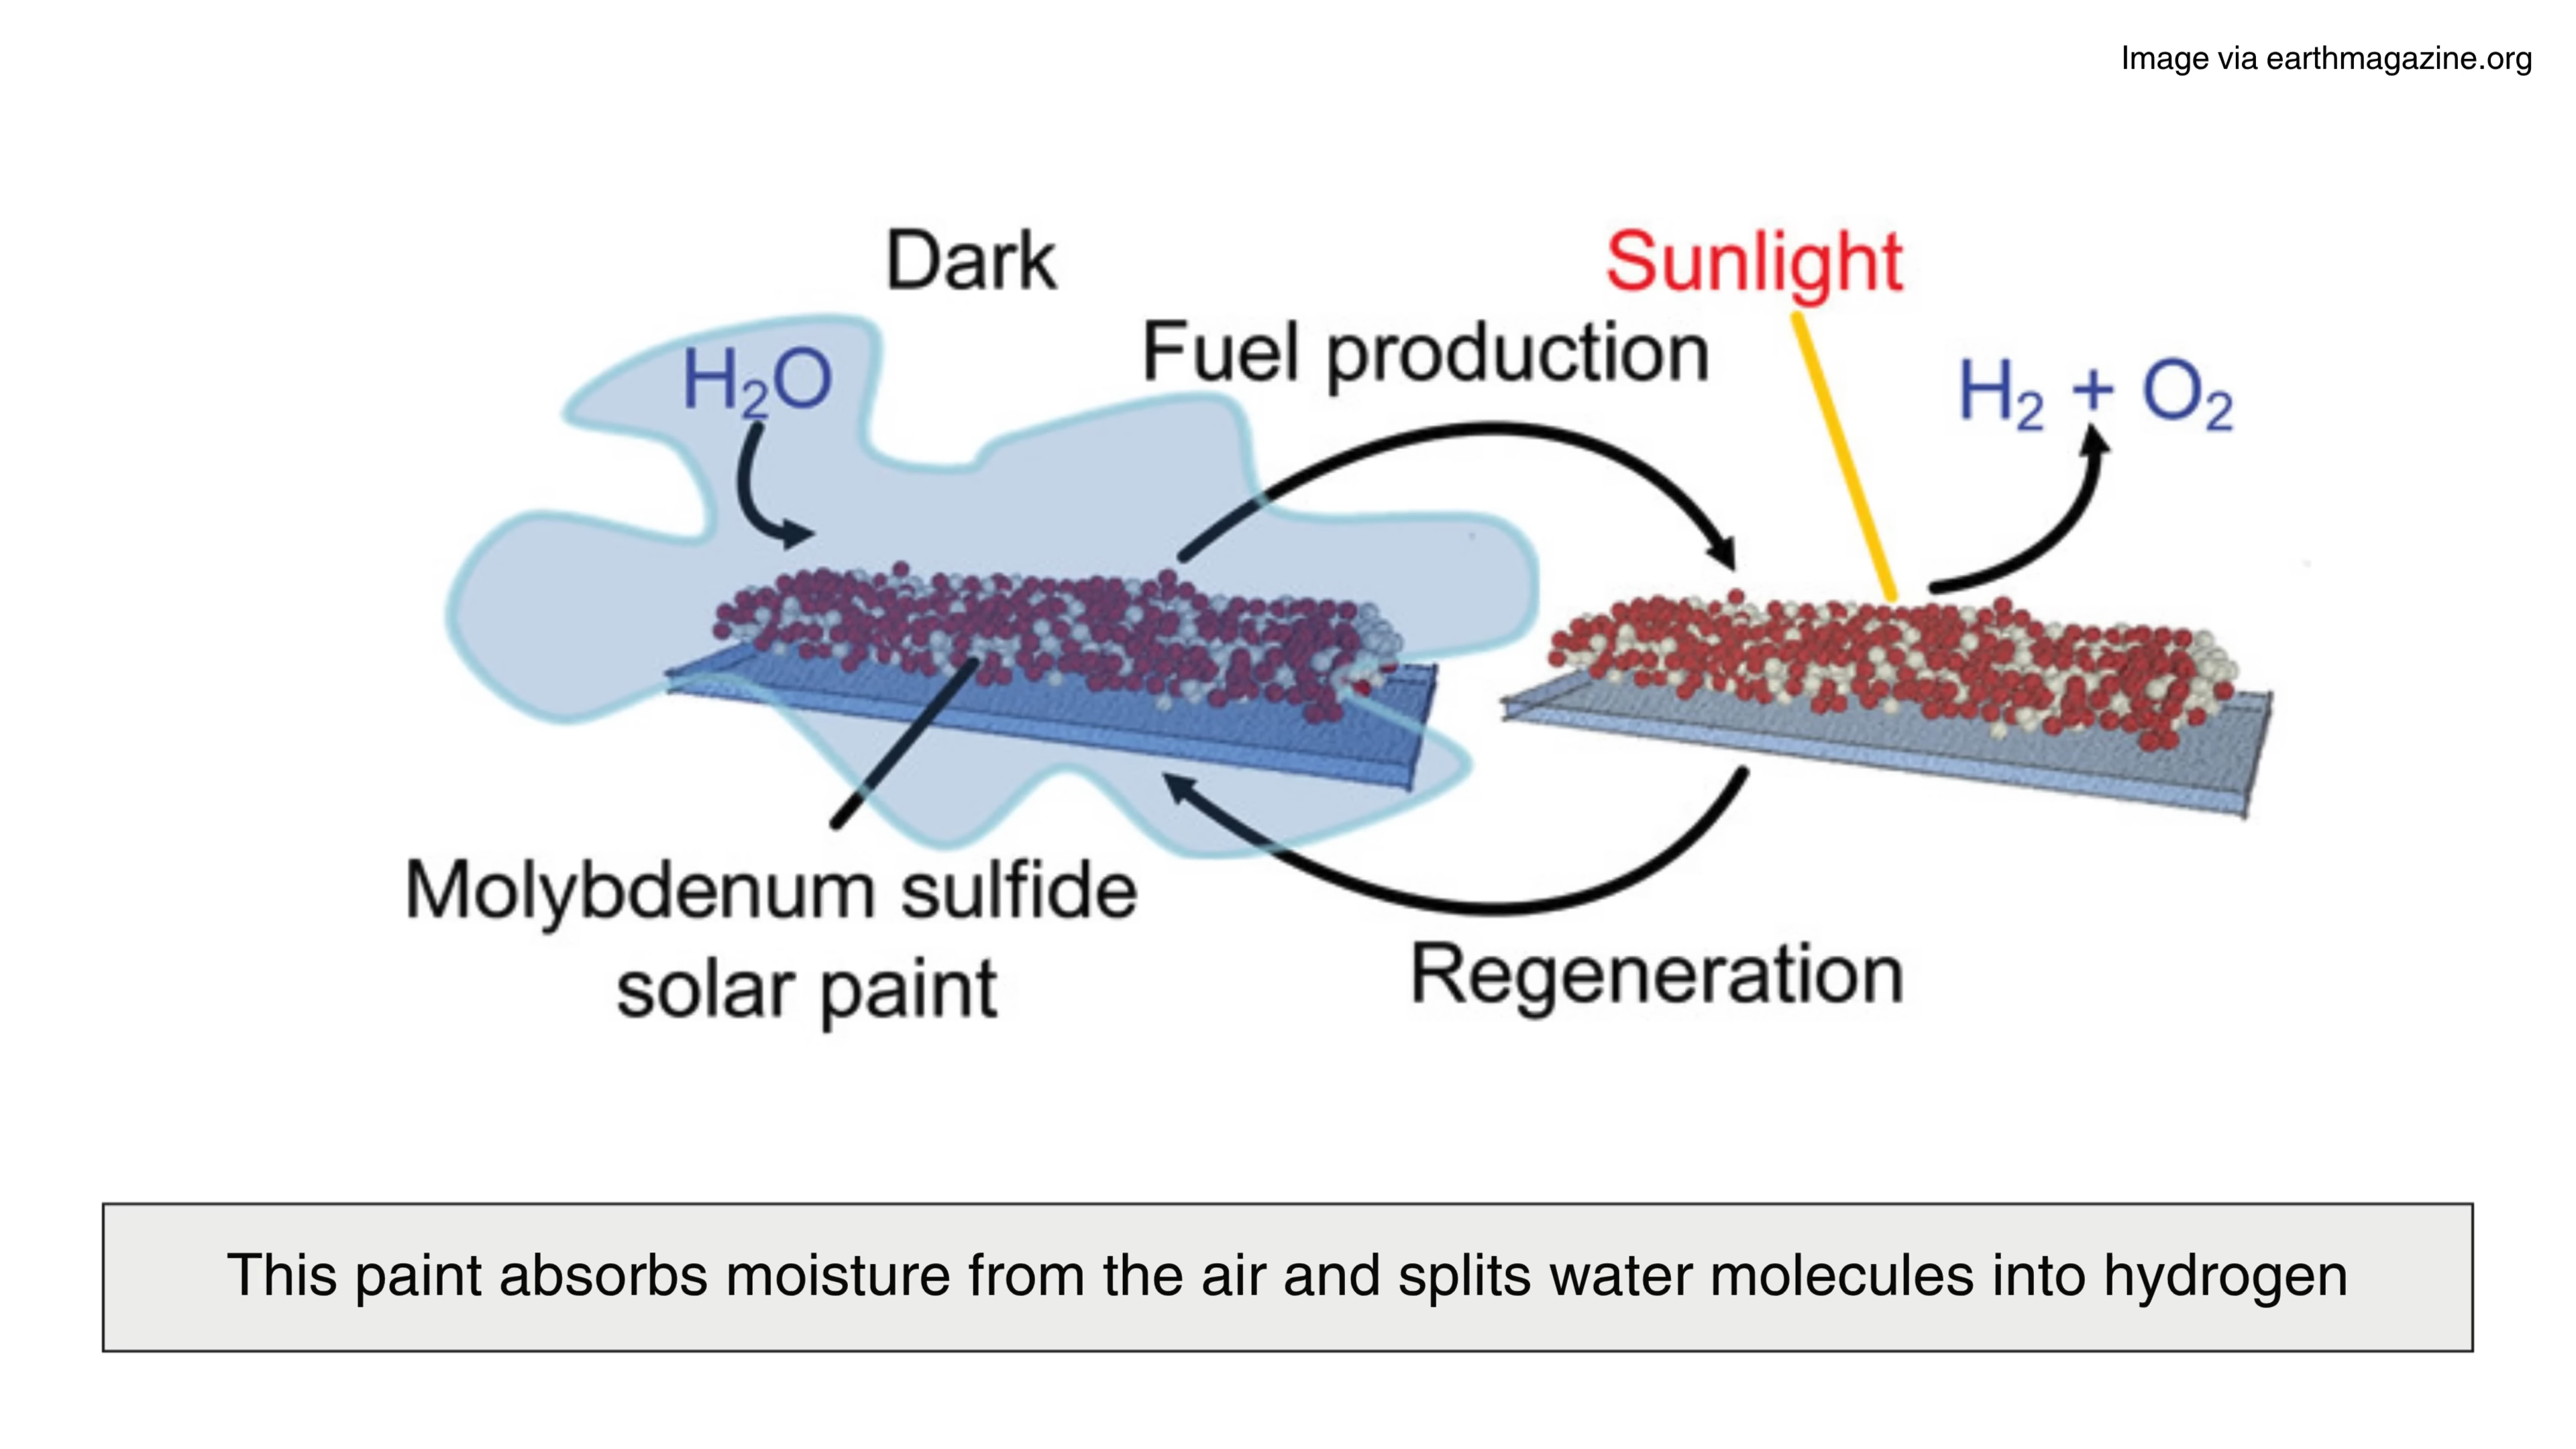 Image via earthmagazine.org
Dark
Sunlight
Fuel production
H₂O
H₂ + O₂
Molybdenum sulfide
solar paint
Regeneration
This paint absorbs moisture from the air and splits water molecules into hydrogen